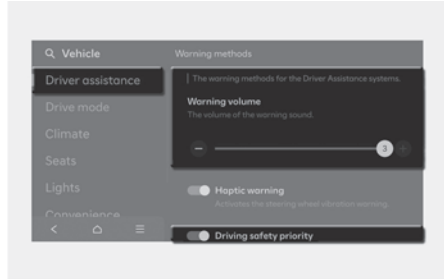 Vehicle
Warning methods
Driver assistance
The warning methods for the Driver Assistance systems.
Drive mode
Warning volume
The volume of the warning sound.
Climate
3
Seats
Lights
Haptic warning
Activates the steering wheel vibration warning.
Convenience
Driving safety priority